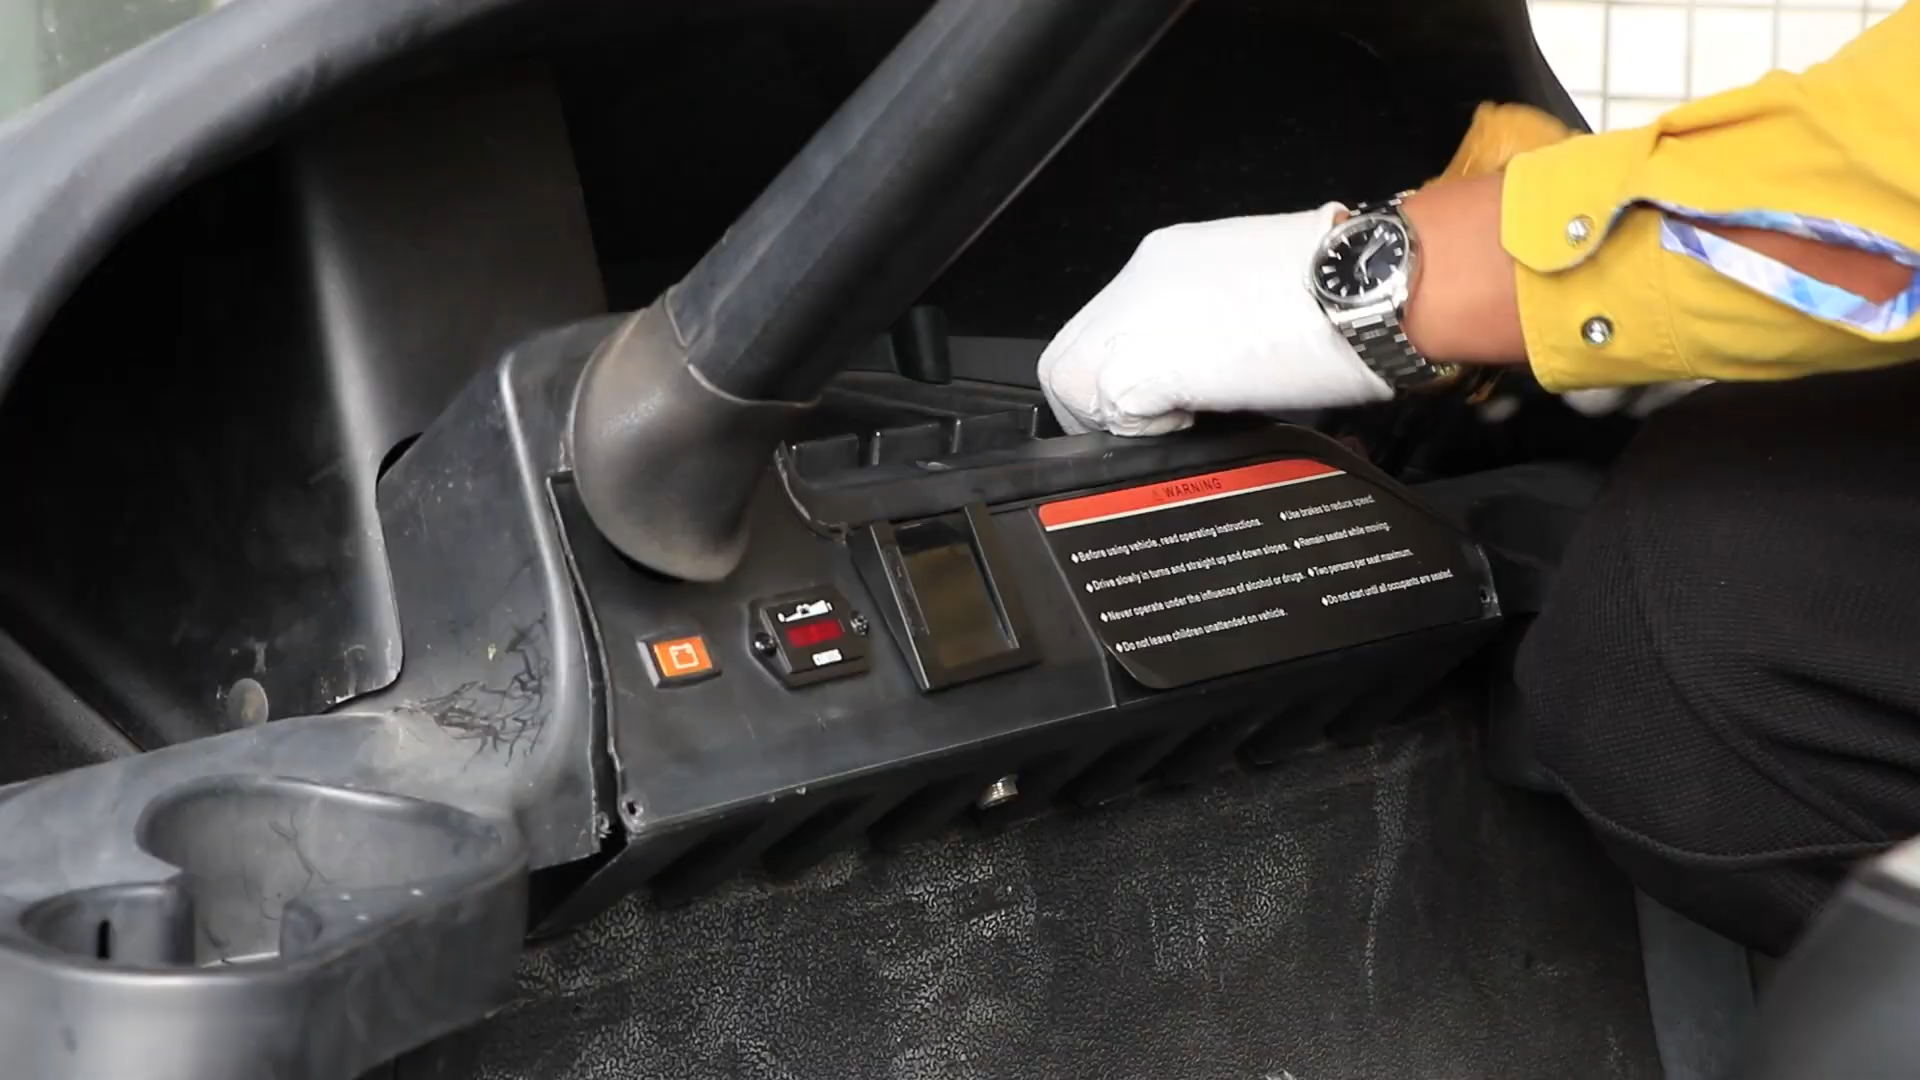 ⚠WARNING
◆Before using vehicle, read operating instructions. ◆Use brakes to reduce speed.
◆Drive slowly in turns and straight up and down slopes. ◆Remain seated while moving.
◆Never operate under the influence of alcohol or drugs. ◆Two persons per seat maximum.
◆Do not leave children unattended on vehicle. ◆Do not start until all occupants are seated.